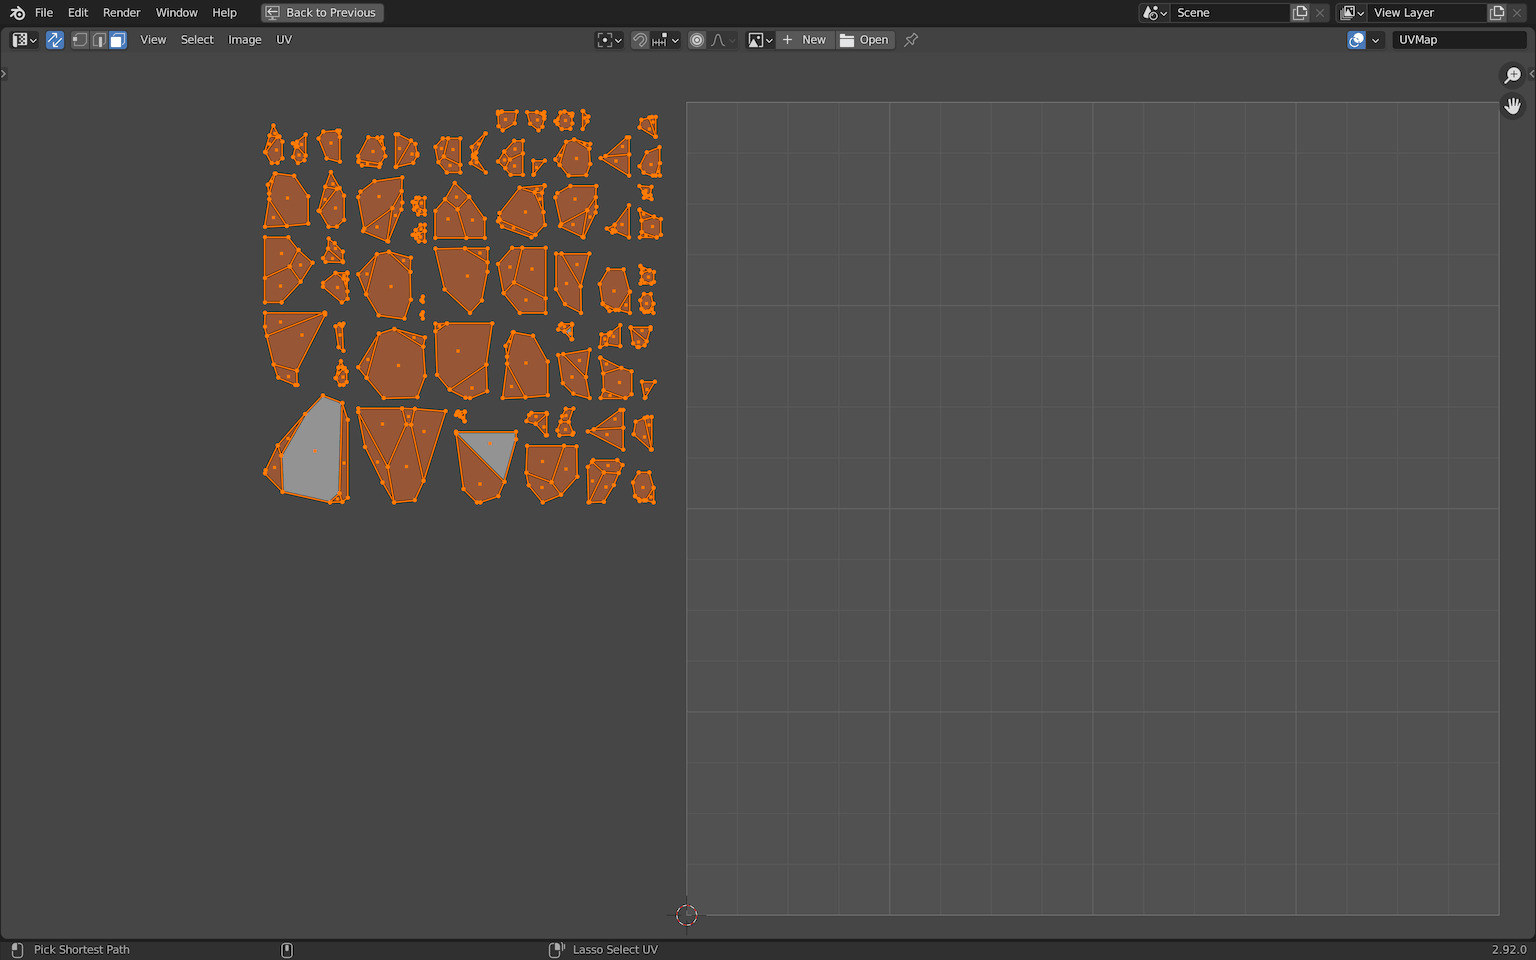 File Edit Render Window Help Back to Previous Scene View Layer
View Select Image UV New Open UVMap
Pick Shortest Path Lasso Select UV 2.92.0